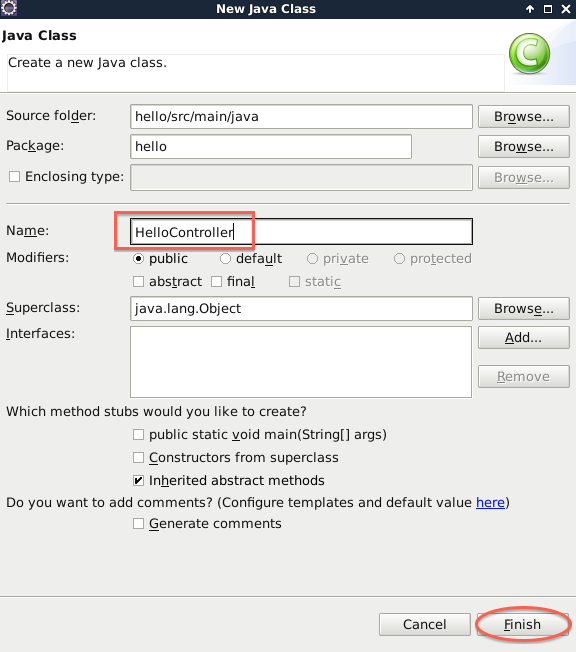 New Java Class
Java Class
Create a new Java class.
C
Source folder: hello/src/main/java Browse...
Package: hello Browse...
Enclosing type: Browse...
Name: HelloController
Modifiers: public default private protected
abstract final static
Superclass: java.lang.Object Browse...
Interfaces: Add...
Remove
Which method stubs would you like to create?
public static void main(String[] args)
Constructors from superclass
Inherited abstract methods
Do you want to add comments? (Configure templates and default value here)
Generate comments
Cancel Finish